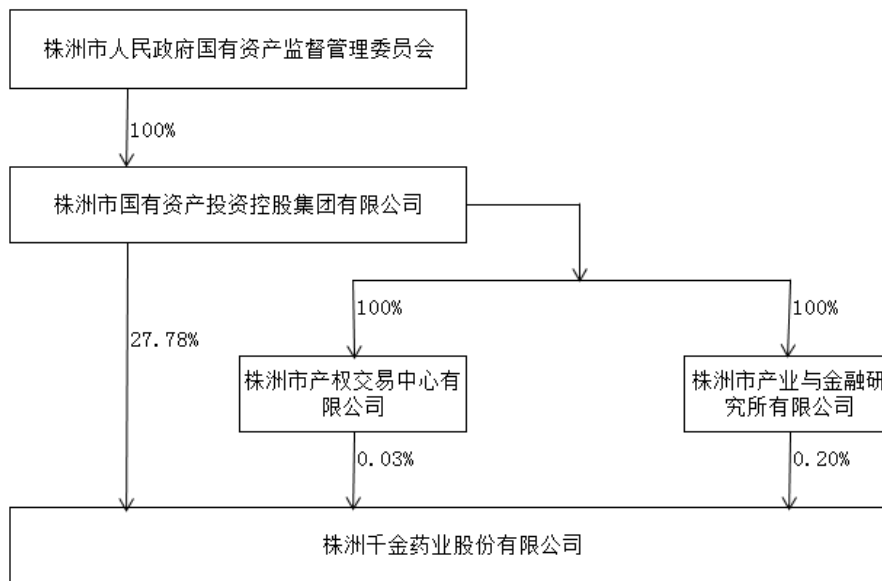 株洲市人民政府国有资产监督管理委员会
100%
株洲市国有资产投资控股集团有限公司
100%
100%
27.78%
株洲市产权交易中心有
限公司
株洲市产业与金融研
究所有限公司
0.03%
0.20%
株洲千金药业股份有限公司